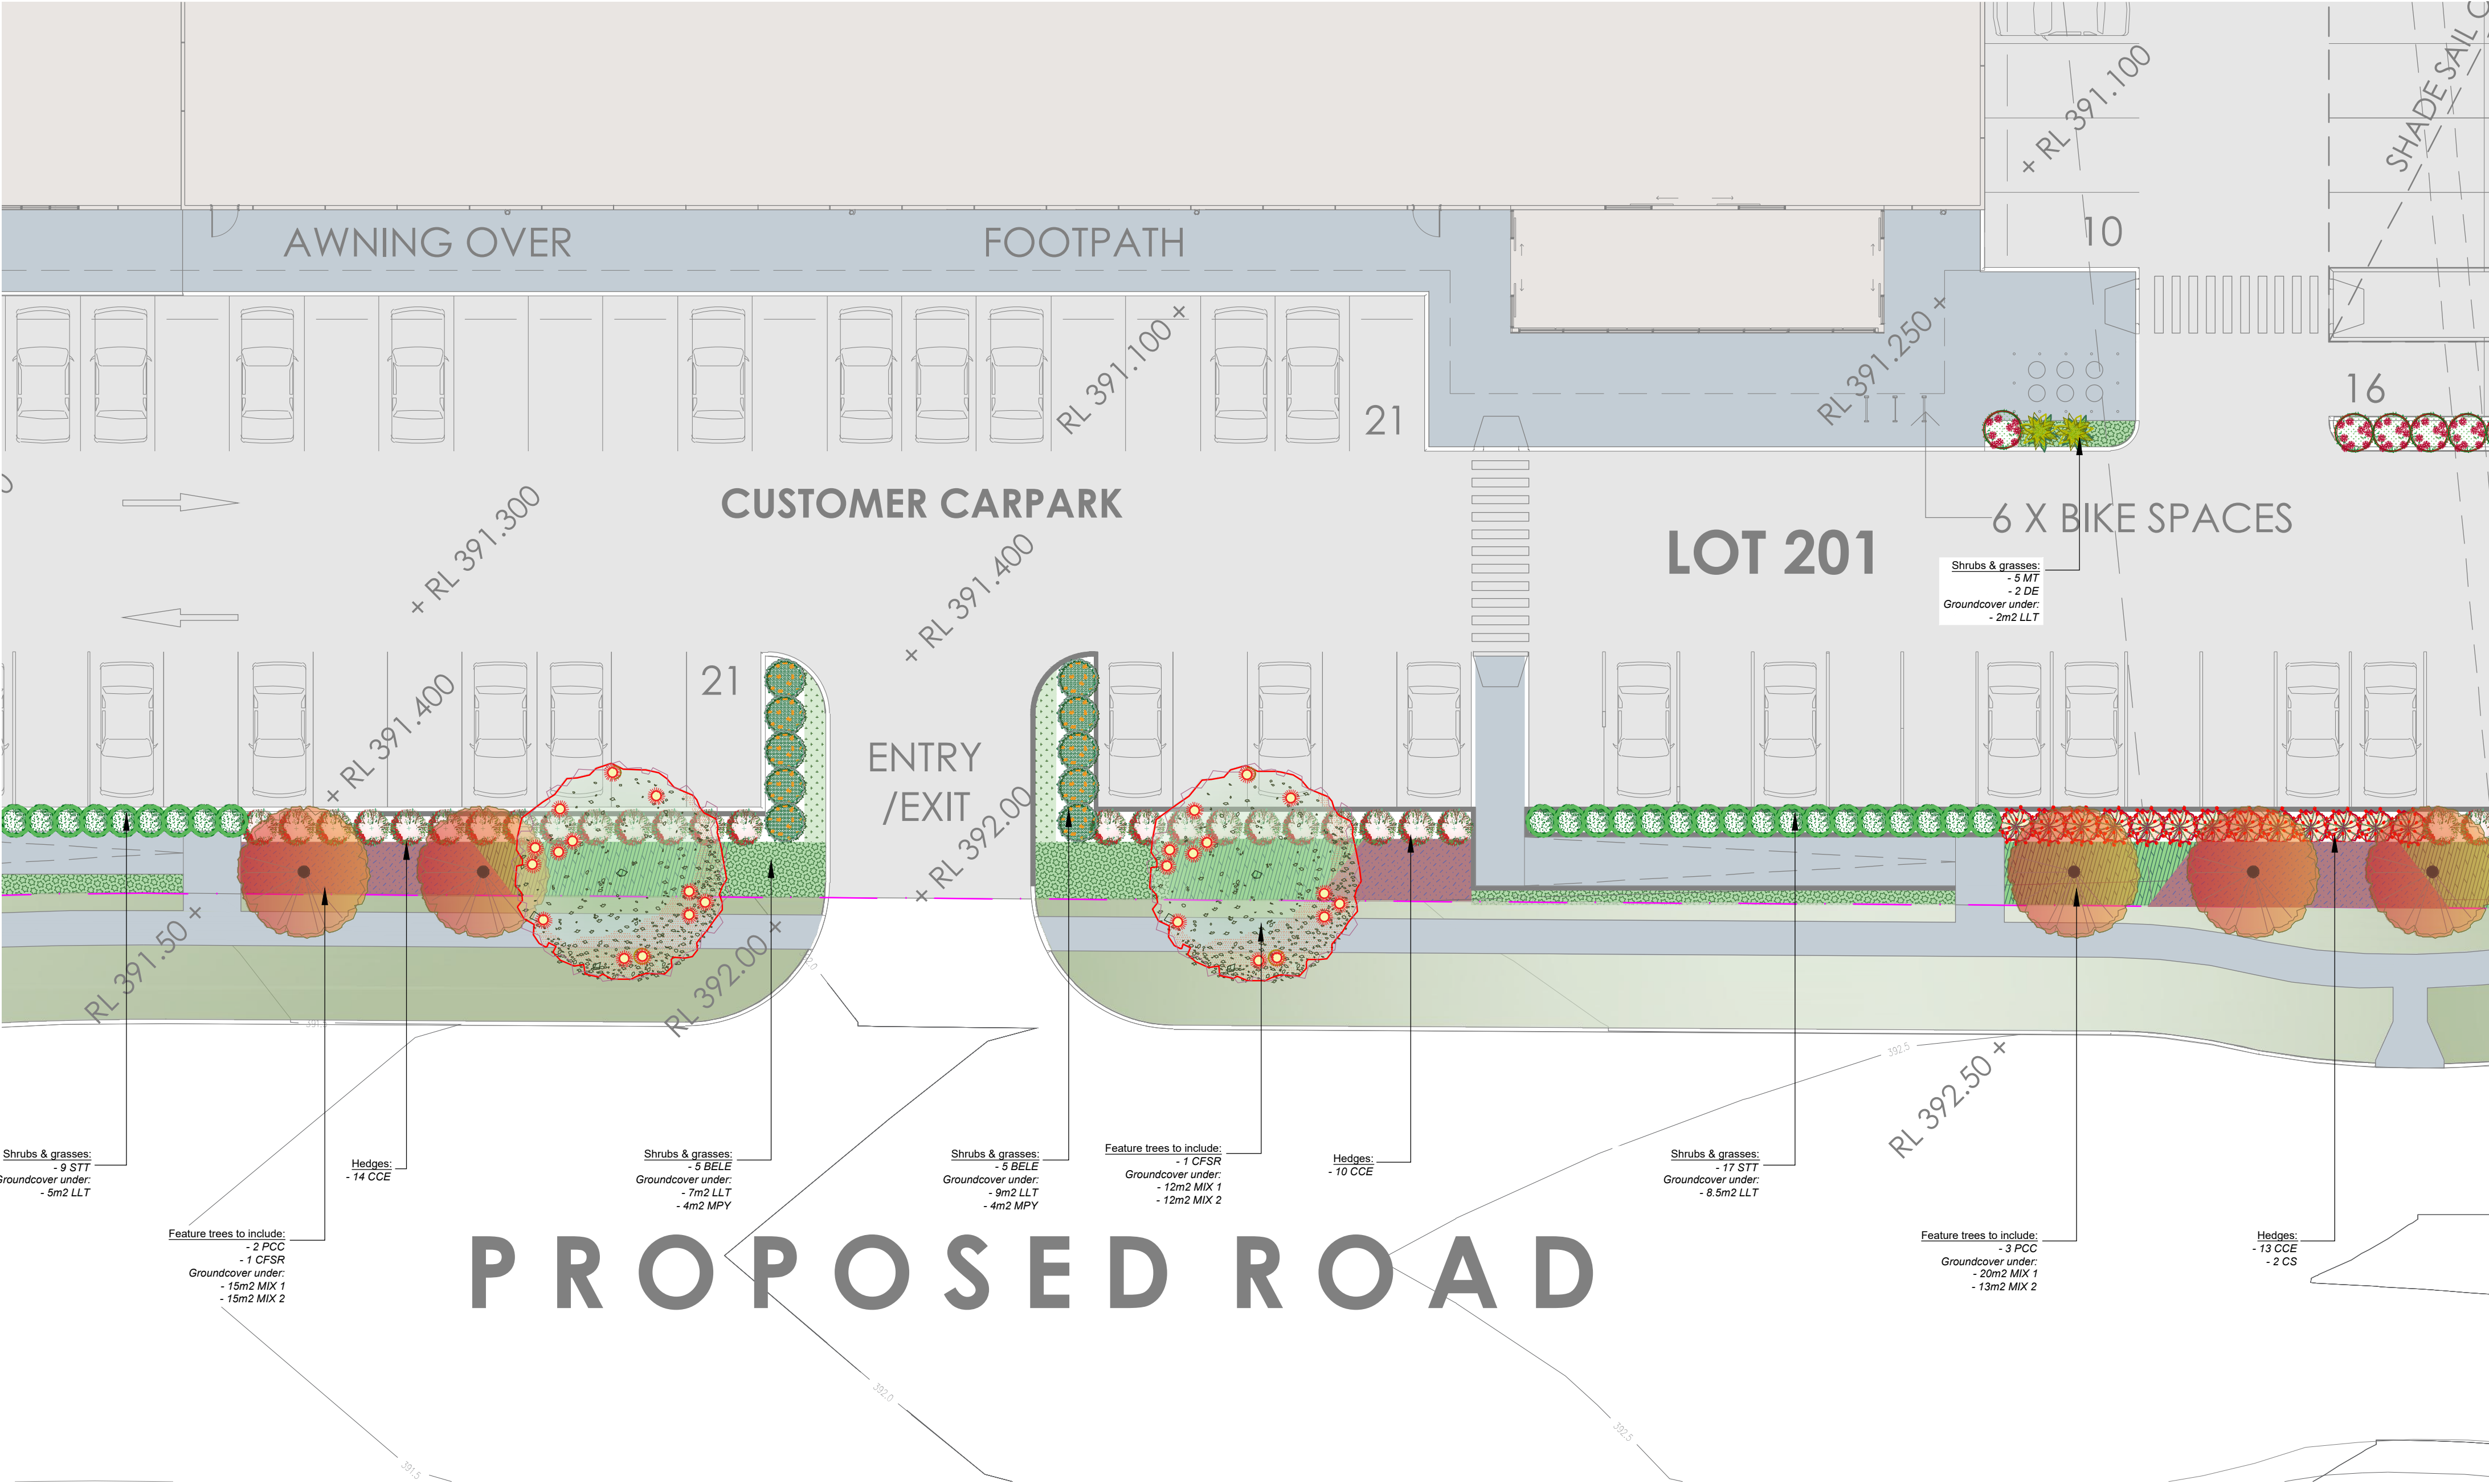 SHADE SAIL
+ RL 391.100
AWNING OVER
FOOTPATH
10
RL 391.100 +
RL 391.250 +
21
16
CUSTOMER CARPARK
+ RL 391.300
LOT 201
6 X BIKE SPACES
+ RL 391.400
Shrubs & grasses:
- 5 MT
- 2 DE
Groundcover under:
- 2m2 LLT
21
+ RL 391.400
ENTRY
/EXIT
+ RL 392.00
RL 391.50 +
RL 392.00 +
391.5
392.0
RL 392.50 +
392.5
Shrubs & grasses:
- 9 STT
Groundcover under:
- 5m2 LLT
Feature trees to include:
- 2 PCC
- 1 CFSR
Groundcover under:
- 15m2 MIX 1
- 15m2 MIX 2
Hedges:
- 14 CCE
Shrubs & grasses:
- 5 BELE
Groundcover under:
- 7m2 LLT
- 4m2 MPY
Shrubs & grasses:
- 5 BELE
Groundcover under:
- 9m2 LLT
- 4m2 MPY
Feature trees to include:
- 1 CFSR
Groundcover under:
- 12m2 MIX 1
- 12m2 MIX 2
Hedges:
- 10 CCE
Shrubs & grasses:
- 17 STT
Groundcover under:
- 8.5m2 LLT
Feature trees to include:
- 3 PCC
Groundcover under:
- 20m2 MIX 1
- 13m2 MIX 2
Hedges:
- 13 CCE
- 2 CS
PROPOSED ROAD
392.0
392.5
391.5